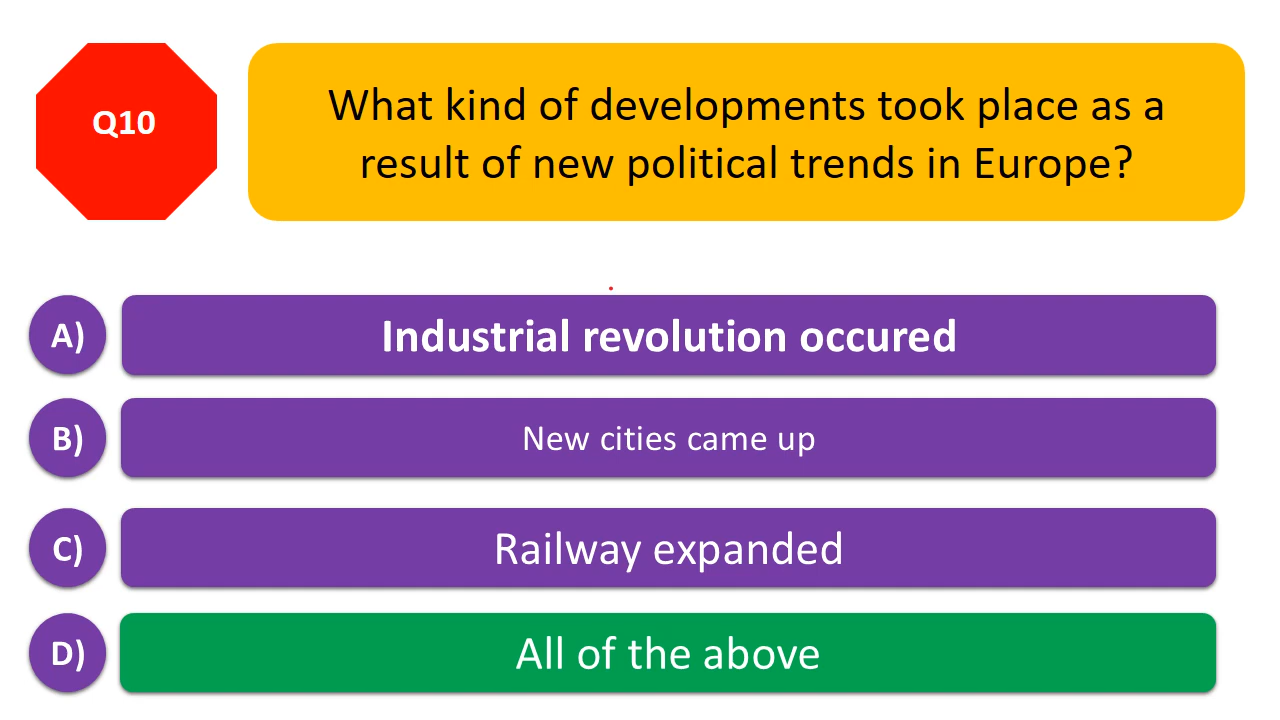 Q10
What kind of developments took place as a
result of new political trends in Europe?
A)
Industrial revolution occured
B)
New cities came up
C)
Railway expanded
D)
All of the above